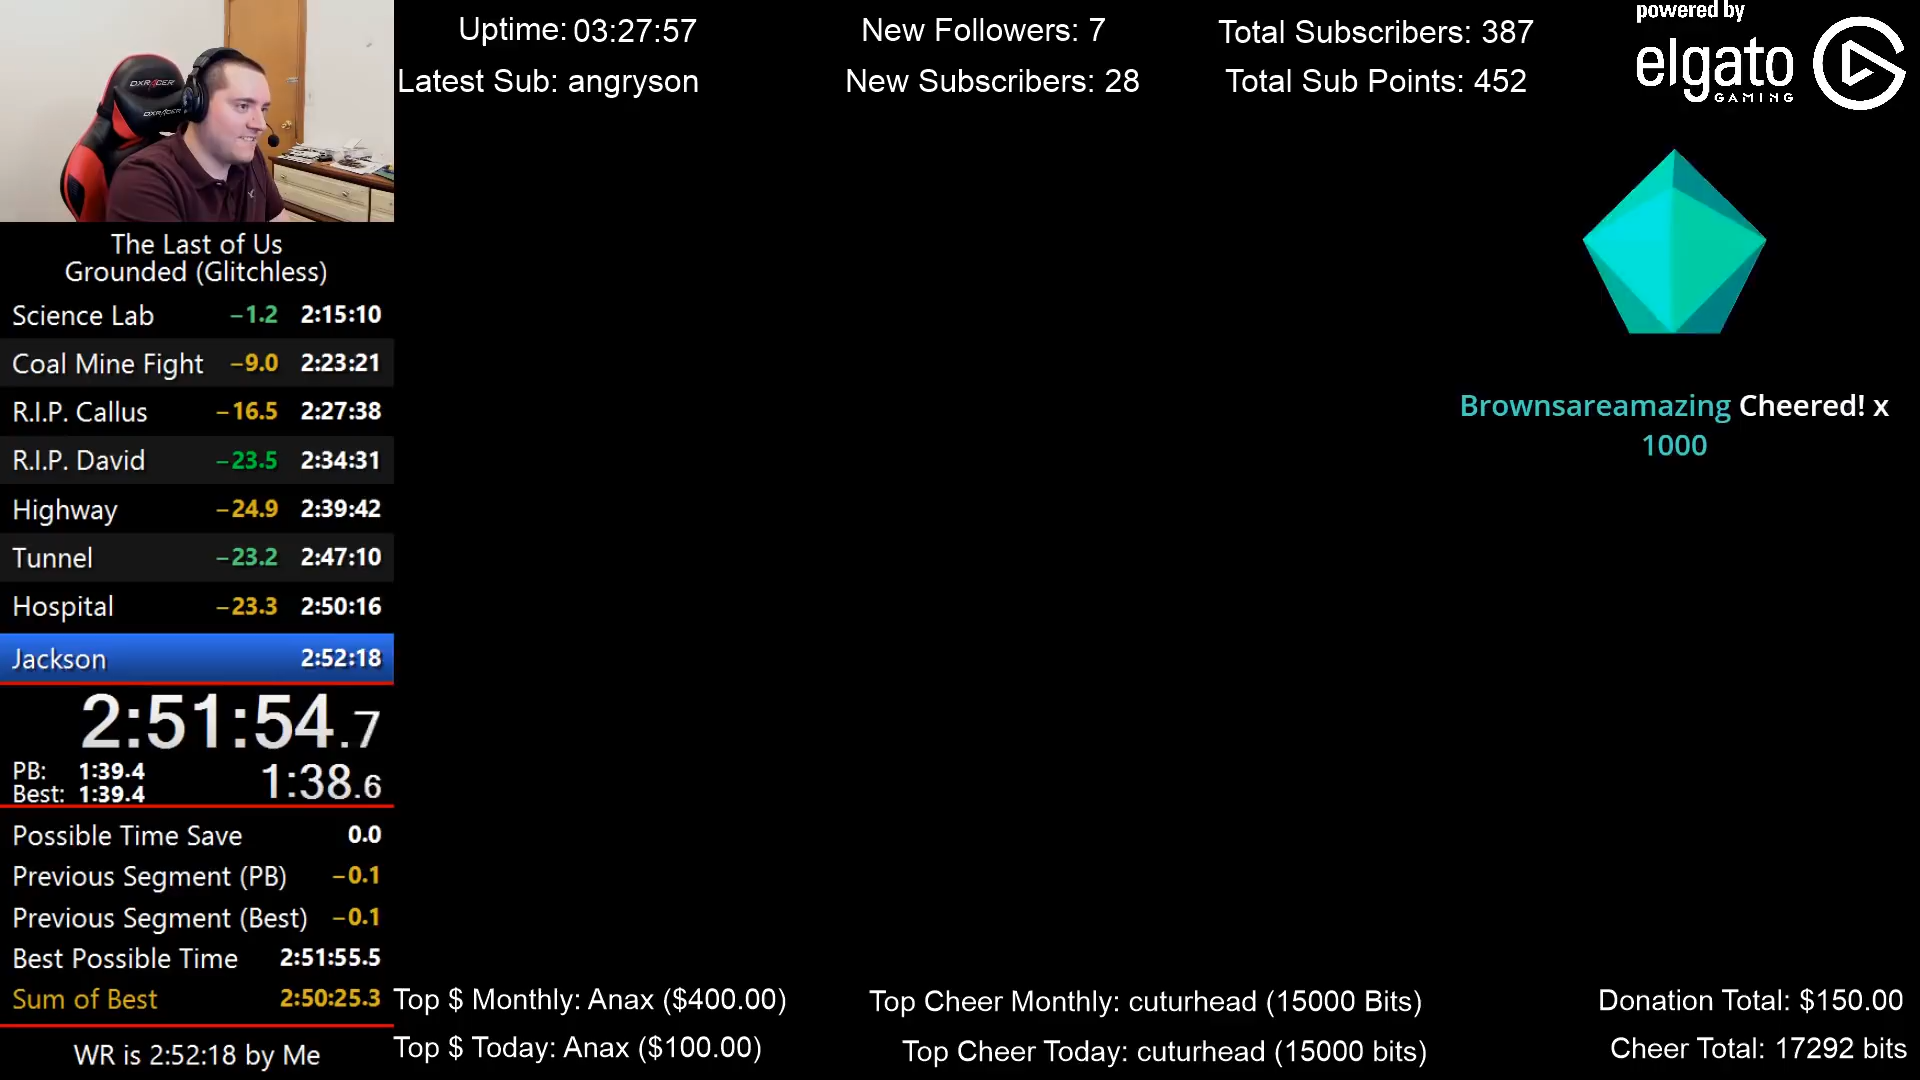 Uptime: 03:27:57
New Followers: 7
Total Subscribers: 387
powered by
elgato
GAMING
Latest Sub: angryson
New Subscribers: 28
Total Sub Points: 452
DXRACER
DXRACER
The Last of Us
Grounded (Glitchless)
Science Lab −1.2 2:15:10
Coal Mine Fight −9.0 2:23:21
R.I.P. Callus −16.5 2:27:38
R.I.P. David −23.5 2:34:31
Highway −24.9 2:39:42
Tunnel −23.2 2:47:10
Hospital −23.3 2:50:16
Jackson 2:52:18
2:51:54.7
PB: 1:39.4
Best: 1:39.4
1:38.6
Possible Time Save 0.0
Previous Segment (PB) −0.1
Previous Segment (Best) −0.1
Best Possible Time 2:51:55.5
Sum of Best 2:50:25.3
WR is 2:52:18 by Me
Brownsareamazing Cheered! x
1000
Top $ Monthly: Anax ($400.00)
Top Cheer Monthly: cuturhead (15000 Bits)
Donation Total: $150.00
Top $ Today: Anax ($100.00)
Top Cheer Today: cuturhead (15000 bits)
Cheer Total: 17292 bits